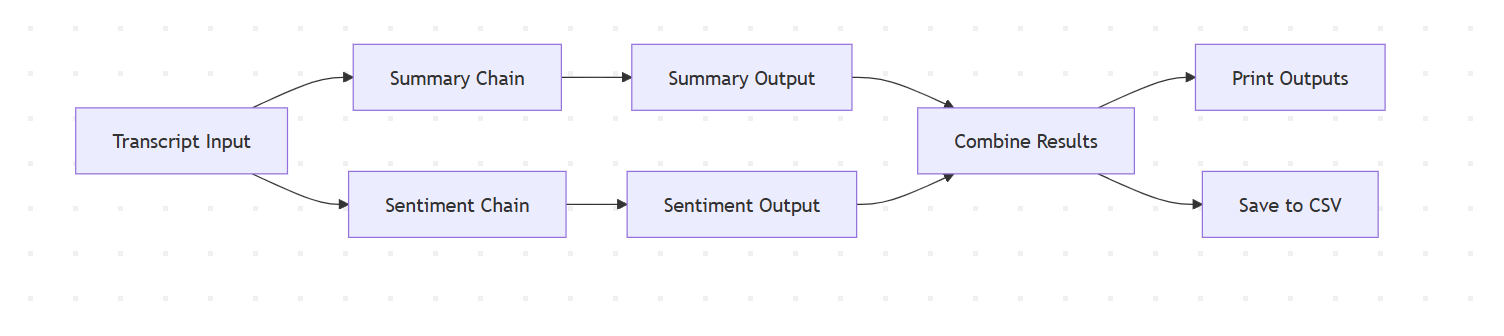 Transcript Input
Summary Chain
Sentiment Chain
Summary Output
Sentiment Output
Combine Results
Print Outputs
Save to CSV